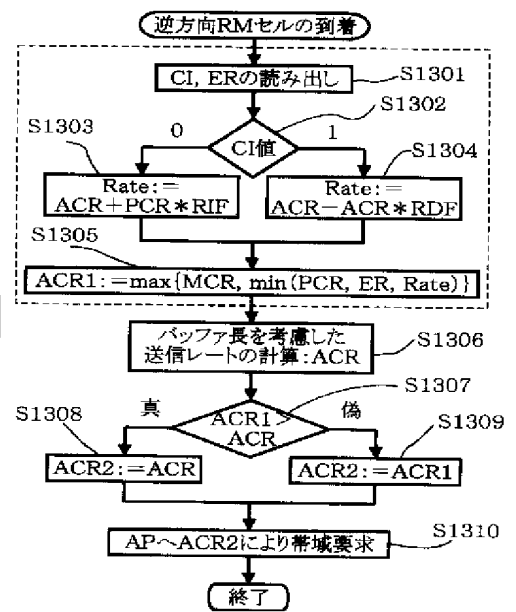 逆方向RMセルの到着
CI, ERの読み出し
S1301
S1302
S1303
0
CI値
1
S1304
Rate:=
ACR+PCR*RIF
Rate:=
ACR-ACR*RDF
S1305
ACR1:=max{MCR, min(PCR, ER, Rate)}
バッファ長を考慮した
送信レートの計算:ACR
S1306
S1307
S1308
真
ACR1
ACR
偽
S1309
ACR2:=ACR
ACR2:=ACR1
S1310
APへACR2により帯域要求
終了